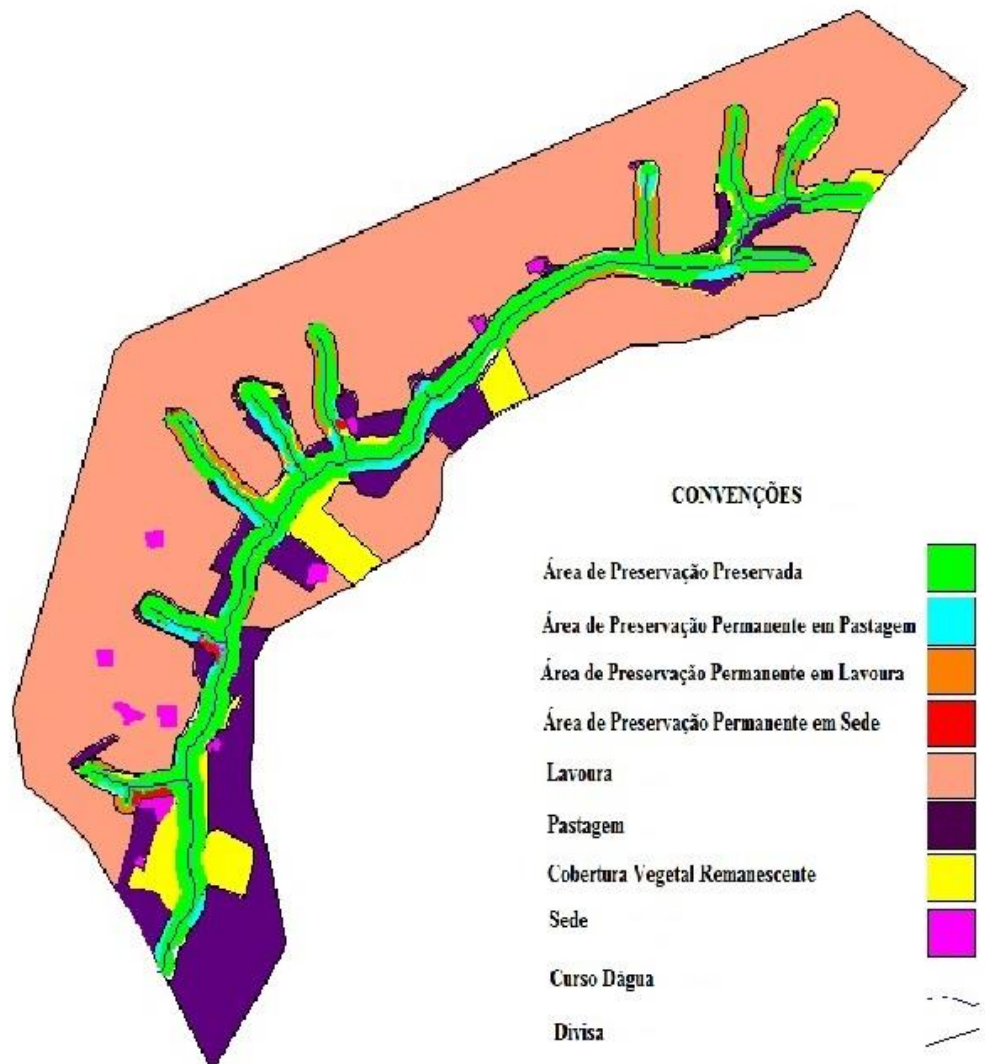 CONVENÇÕES
Área de Preservação Preservada
Área de Preservação Permanente em Pastagem
Área de Preservação Permanente em Lavoura
Área de Preservação Permanente em Sede
Lavoura
Pastagem
Cobertura Vegetal Remanescente
Sede
Curso Dágua
Divisa